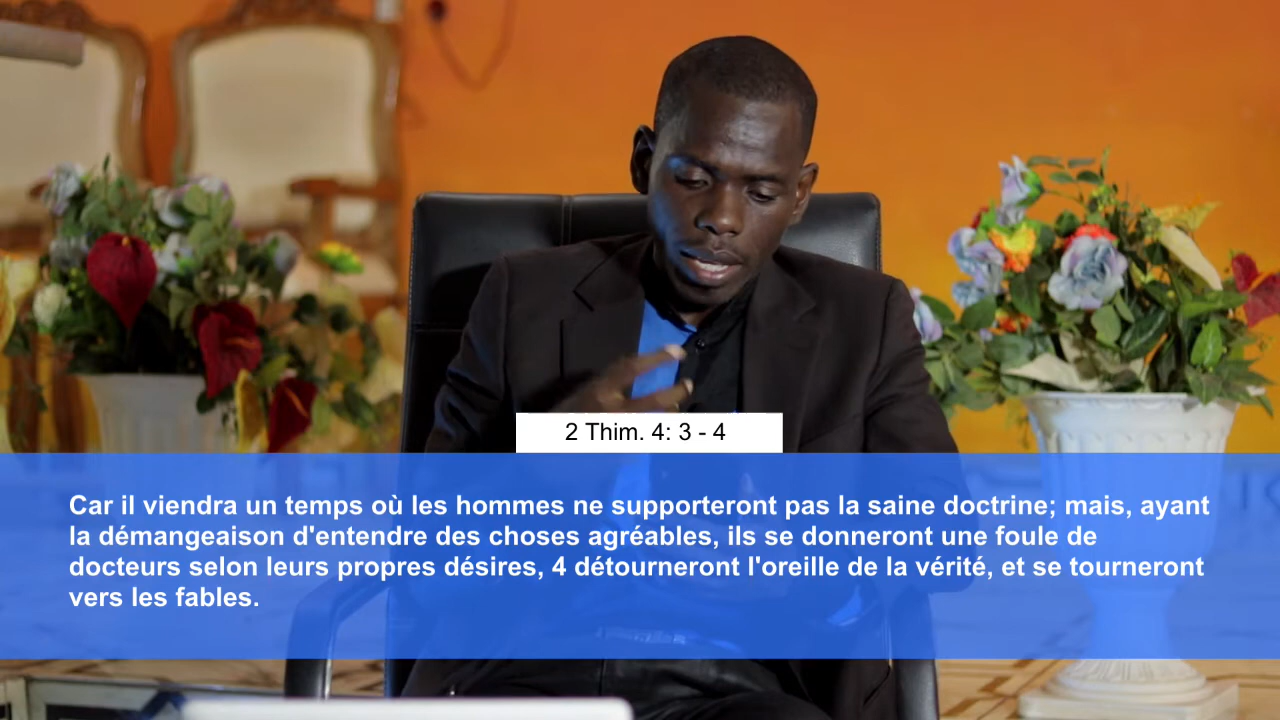 2 Thim. 4: 3 - 4
Car il viendra un temps où les hommes ne supporteront pas la saine doctrine; mais, ayant
la démangeaison d'entendre des choses agréables, ils se donneront une foule de
docteurs selon leurs propres désires, 4 détourneront l'oreille de la vérité, et se tourneront
vers les fables.